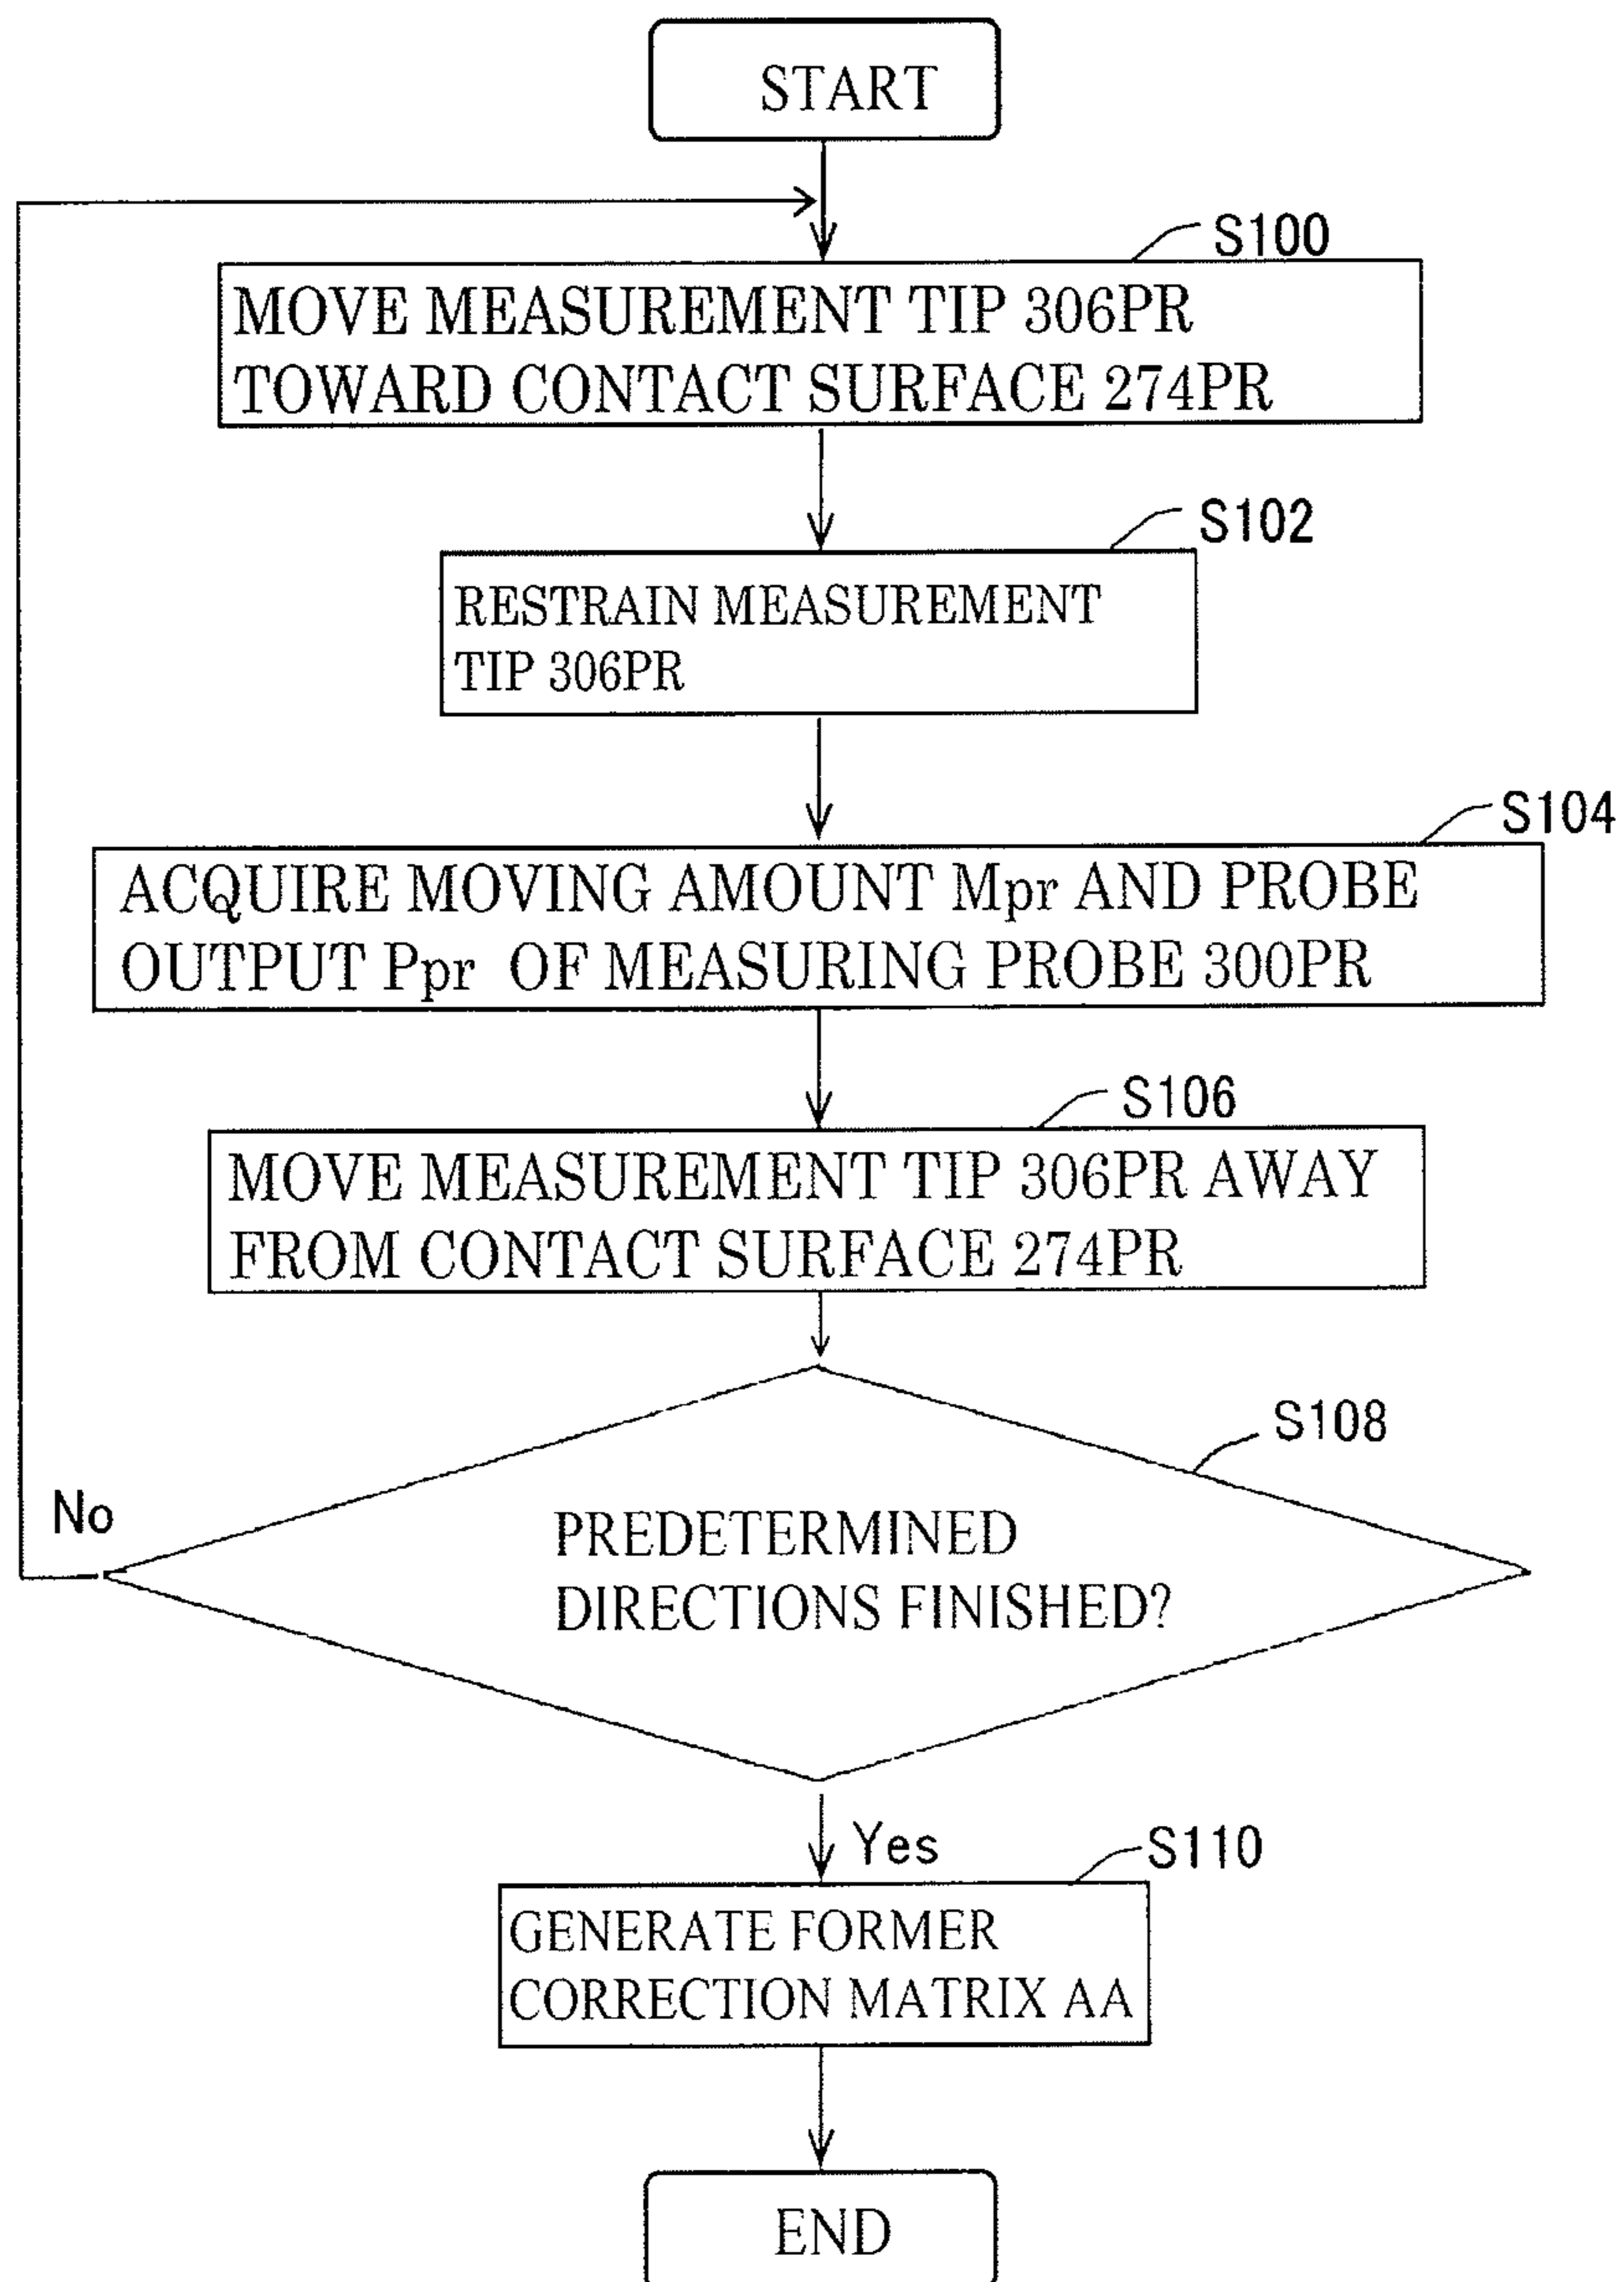 START
S100
MOVE MEASUREMENT TIP 306PR
TOWARD CONTACT SURFACE 274PR
S102
RESTRAIN MEASUREMENT
TIP 306PR
S104
ACQUIRE MOVING AMOUNT Mpr AND PROBE
OUTPUT Ppr OF MEASURING PROBE 300PR
S106
MOVE MEASUREMENT TIP 306PR AWAY
FROM CONTACT SURFACE 274PR
S108
No
PREDETERMINED
DIRECTIONS FINISHED?
Yes
S110
GENERATE FORMER
CORRECTION MATRIX AA
END